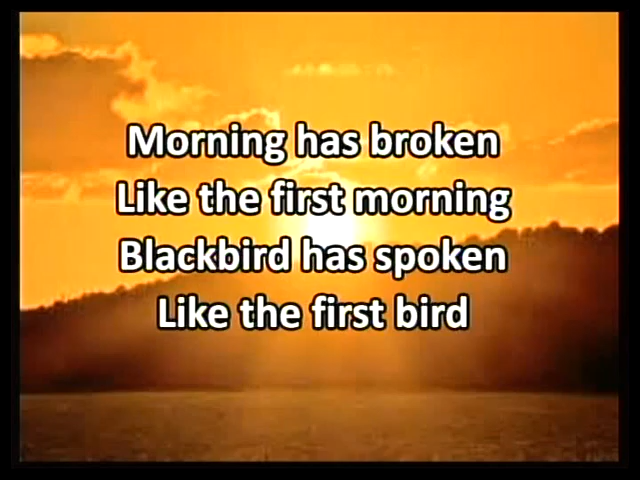 Morning has broken
Like the first morning
Blackbird has spoken
Like the first bird